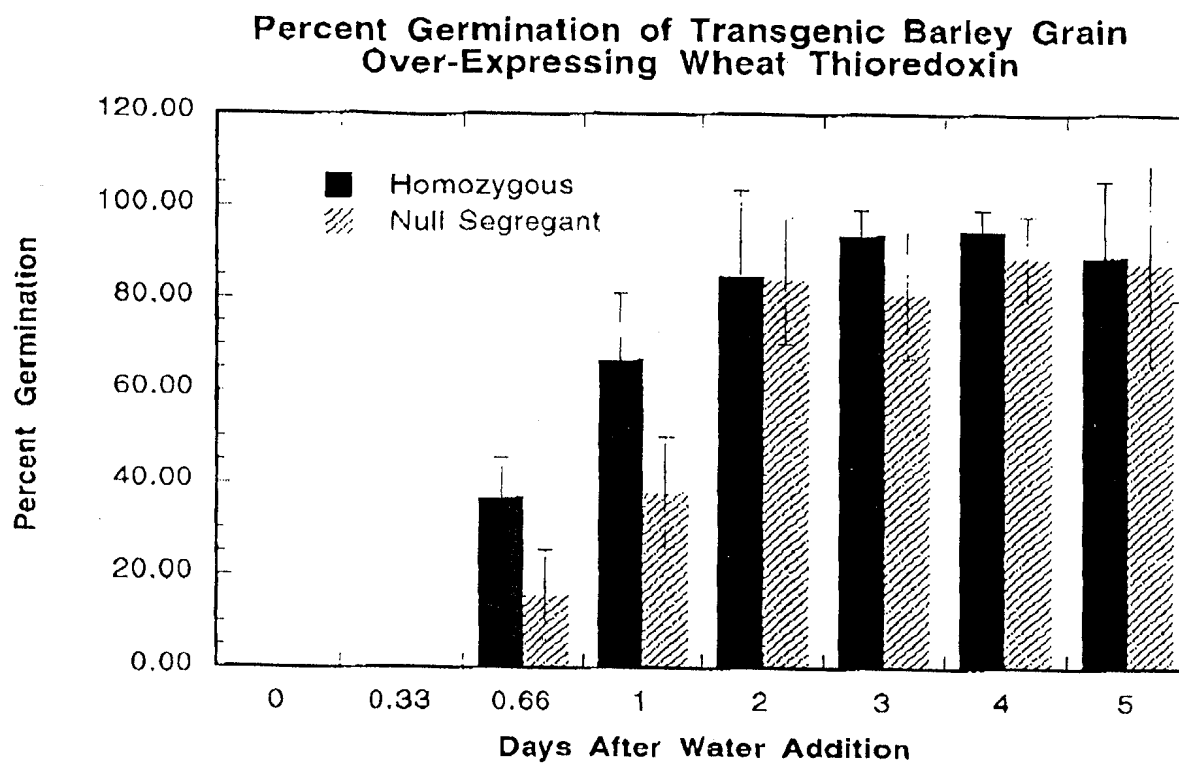 Percent Germination of Transgenic Barley Grain
Over-Expressing Wheat Thioredoxin
120.00
100.00
80.00
60.00
40.00
20.00
0.00
Percent Germination
Homozygous
Null Segregant
0 0.33 0.66 1 2 3 4 5
Days After Water Addition